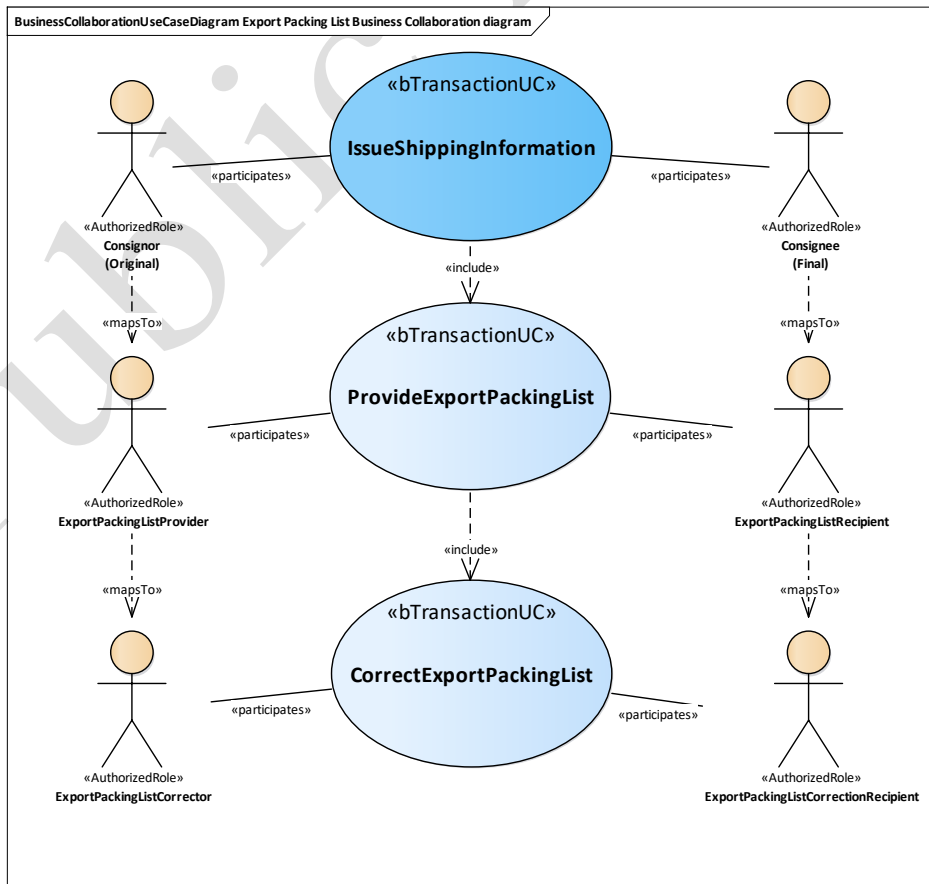 BusinessCollaborationUseCaseDiagram Export Packing List Business Collaboration diagram
«bTransactionUC»
IssueShippingInformation
«participates»
«participates»
«AuthorizedRole»
Consignor
(Original)
«AuthorizedRole»
Consignee
(Final)
«include»
«mapsTo»
«mapsTo»
«bTransactionUC»
ProvideExportPackingList
«participates»
«participates»
«AuthorizedRole»
ExportPackingListProvider
«AuthorizedRole»
ExportPackingListRecipient
«include»
«mapsTo»
«mapsTo»
«bTransactionUC»
CorrectExportPackingList
«participates»
«participates»
«AuthorizedRole»
ExportPackingListCorrector
«AuthorizedRole»
ExportPackingListCorrectionRecipient